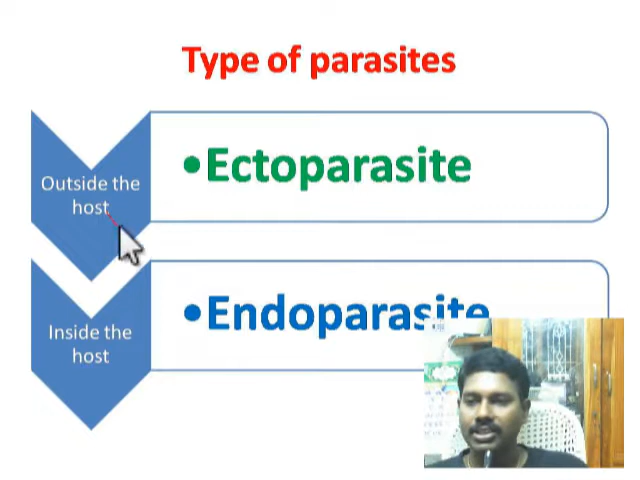 Type of parasites
Outside the
host
•Ectoparasite
Inside the
host
•Endoparasite